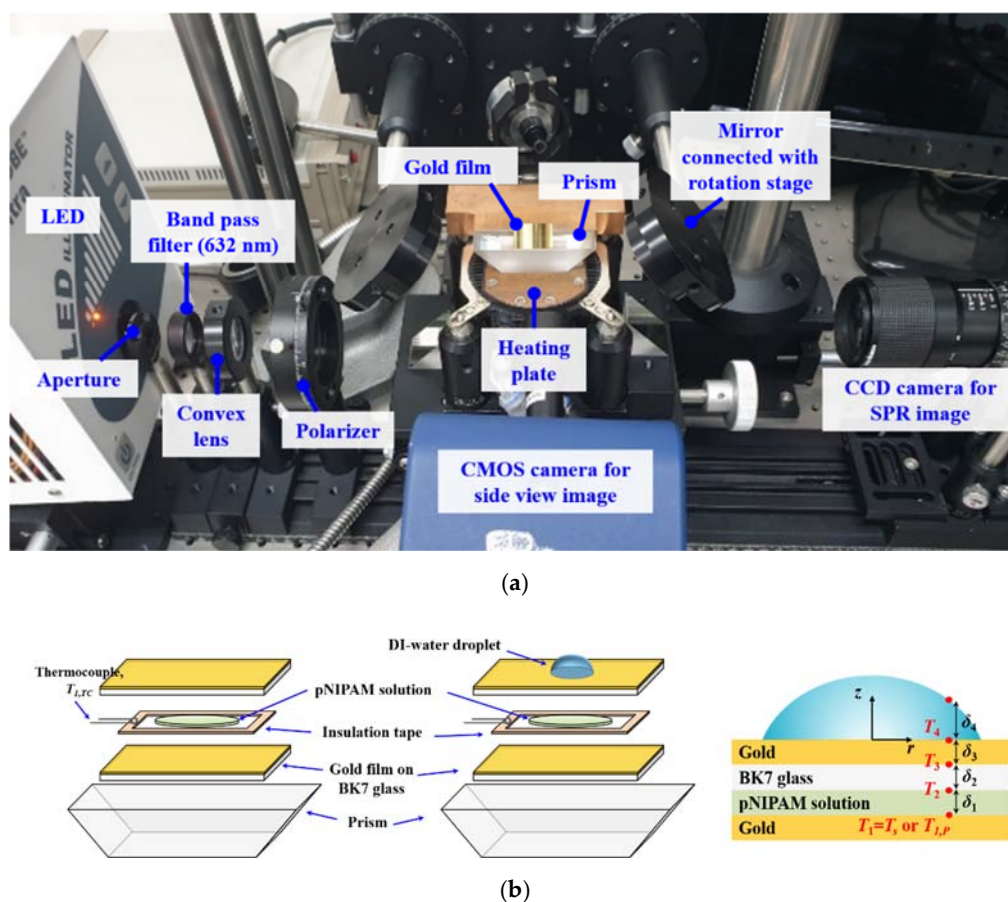 LED
Band pass
filter (632 nm)
Gold film
Prism
Mirror
connected with
rotation stage
Aperture
Convex
lens
Polarizer
Heating
plate
CCD camera for
SPR image
CMOS camera for
side view image
LED ILLUMINATOR
(a)
Thermocouple,
T1,TC
DI-water droplet
pNIPAM solution
Insulation tape
Gold film on
BK7 glass
Prism
z
r
T4
δ4
Gold
δ3
T3
BK7 glass
δ2
T2
pNIPAM solution
δ1
Gold
T1=Ts or T1,P
(b)